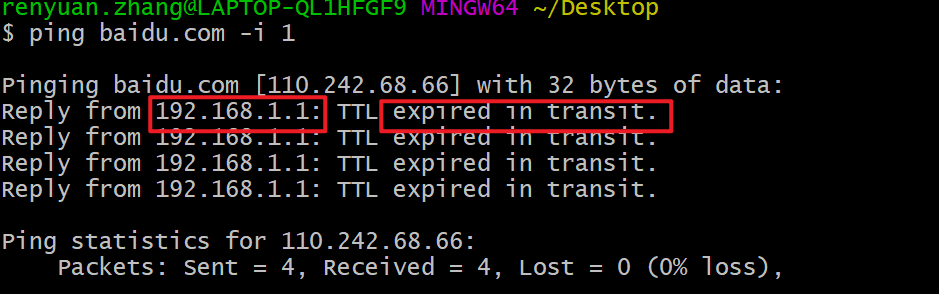 renyuan.zhang@LAPTOP-QL1HFGF9 MINGW64 ~/Desktop
$ ping baidu.com -i 1
Pinging baidu.com [110.242.68.66] with 32 bytes of data:
Reply from 192.168.1.1: TTL expired in transit.
Reply from 192.168.1.1: TTL expired in transit.
Reply from 192.168.1.1: TTL expired in transit.
Reply from 192.168.1.1: TTL expired in transit.
Ping statistics for 110.242.68.66:
    Packets: Sent = 4, Received = 4, Lost = 0 (0% loss),